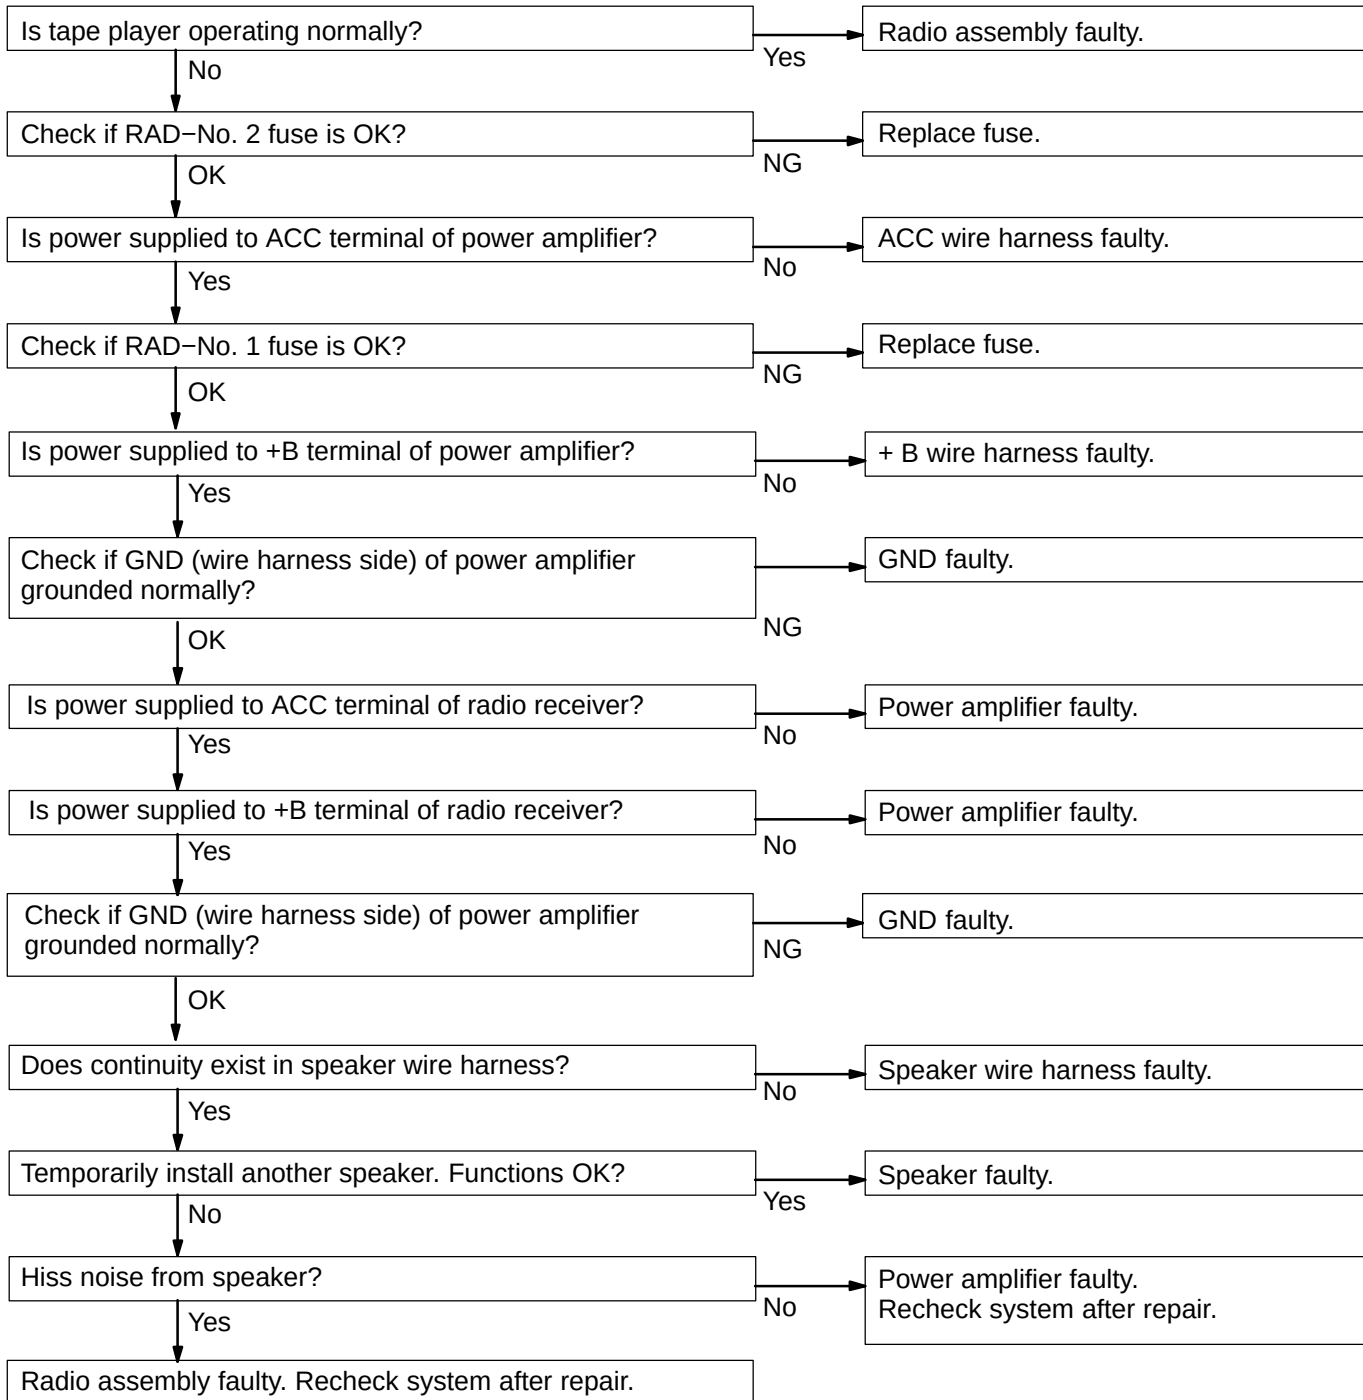 Is tape player operating normally?
Yes
Radio assembly faulty.
No
Check if RAD−No. 2 fuse is OK?
NG
Replace fuse.
OK
Is power supplied to ACC terminal of power amplifier?
No
ACC wire harness faulty.
Yes
Check if RAD−No. 1 fuse is OK?
NG
Replace fuse.
OK
Is power supplied to +B terminal of power amplifier?
No
+ B wire harness faulty.
Yes
Check if GND (wire harness side) of power amplifier
grounded normally?
NG
GND faulty.
OK
Is power supplied to ACC terminal of radio receiver?
No
Power amplifier faulty.
Yes
Is power supplied to +B terminal of radio receiver?
No
Power amplifier faulty.
Yes
Check if GND (wire harness side) of power amplifier
grounded normally?
NG
GND faulty.
OK
Does continuity exist in speaker wire harness?
No
Speaker wire harness faulty.
Yes
Temporarily install another speaker. Functions OK?
Yes
Speaker faulty.
No
Hiss noise from speaker?
No
Power amplifier faulty.
Recheck system after repair.
Yes
Radio assembly faulty. Recheck system after repair.